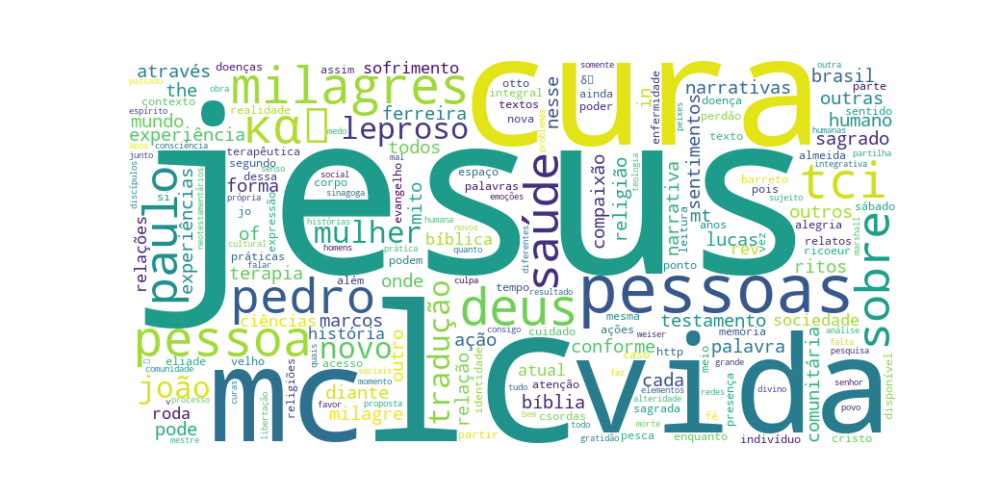 jesus
cura
lc
vida
mc
pessoas
milagres
tci
saúde
sobre
paulo
pedro
deus
pessoa
novo
mulher
leproso
joão
tradução
καὶ
milagre
marcos
história
ciências
terapia
forma
experiência
experiências
mundo
através
the
sofrimento
ferreira
todos
mito
bíblica
religião
compaixão
narrativa
narrativas
sentimentos
mt
lucas
rev
ritos
outros
outras
humano
sagrado
brasil
nesse
in
of
onde
relações
relação
ação
outro
diante
roda
pode
conforme
testamento
sociedade
palavra
comunitária
cada
atual
bíblia
doenças
assim
contexto
realidade
passado
obra
espírito
medo
consciência
junto
apos
terapêutica
segundo
dessa
senso
corpo
social
sinagoga
evangelho
mal
espaço
palavras
emoções
discípulos
neotestamentários
si
jo
própria
cultural
expressão
práticas
falar
histórias
homens
prática
podem
além
humana
novos
quanto
culpa
tempo
diferentes
resultado
otto
integral
textos
nova
somente
δὲ
ainda
poder
problemas
enfermidade
peixes
doença
perdão
texto
leitura
anos
ponto
vez
almeida
barreto
pois
sujeito
teologia
outra
parte
sentido
humanas
partilha
integrativa
sábado
alegria
relatos
ricoeur
marshall
mesma
ações
cuidado
weiser
caso
http
memória
meio
grande
análise
falta
pesquisa
eliade
velho
acesso
comunidade
v
processo
mestre
curas
quais
religiões
sociais
momento
favor
proposta
libertação
identidade
partir
consigo
tudo
atenção
elementos
csordas
sagrada
alteridade
bem
todo
gratidão
morte
pesca
faz
redes
fé
enquanto
presença
divino
indivíduo
senhor
povo
cristo
disponível